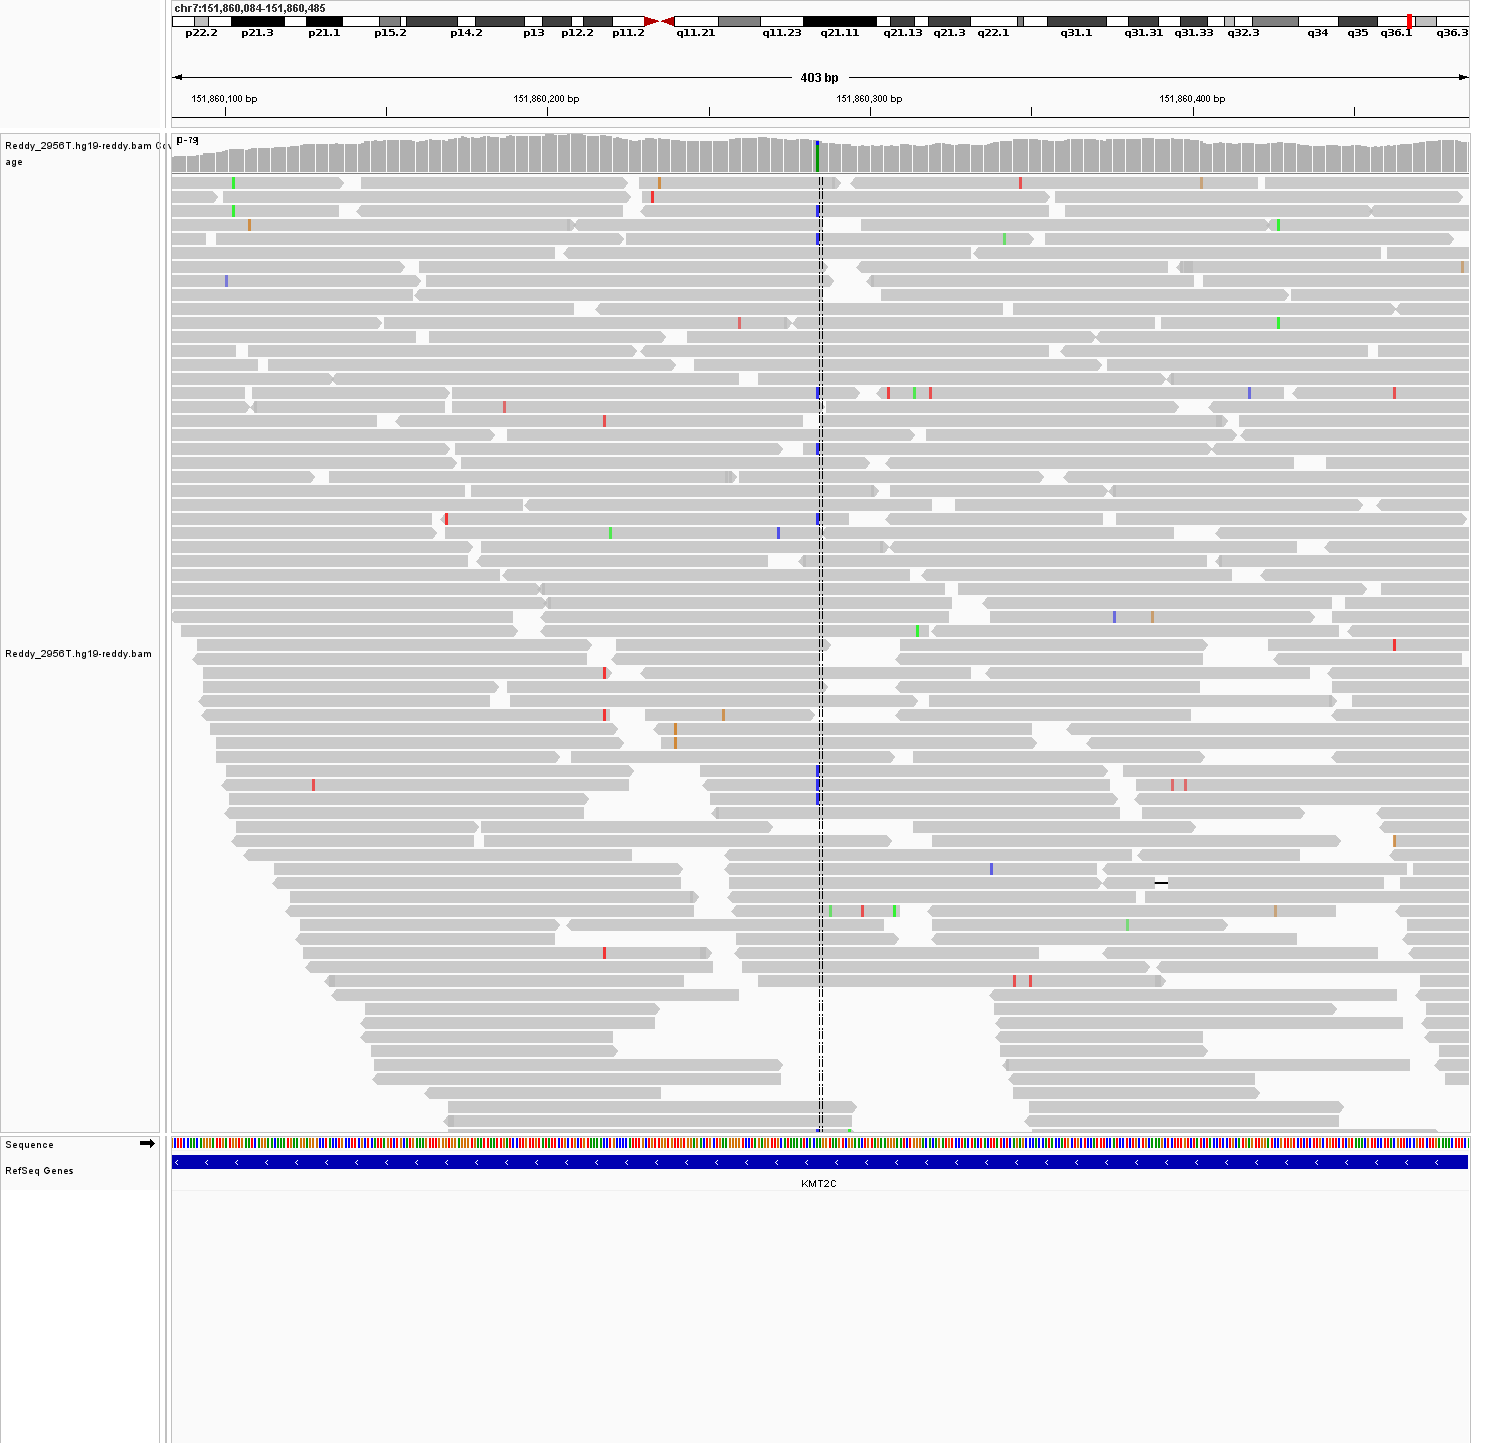 chr7:151,860,084-151,860,485
p22.2 p21.3 p21.1 p15.2 p14.2 p13 p12.2 p11.2 q11.21 q11.23 q21.11 q21.13 q21.3 q22.1 q31.1 q31.31 q31.33 q32.3 q34 q35 q36.1 q36.3
403 bp
151,860,100 bp 151,860,200 bp 151,860,300 bp 151,860,400 bp
[0-79]
Reddy_2956T.hg19-reddy.bam Cov
age
Reddy_2956T.hg19-reddy.bam
Sequence
RefSeq Genes
KMT2C